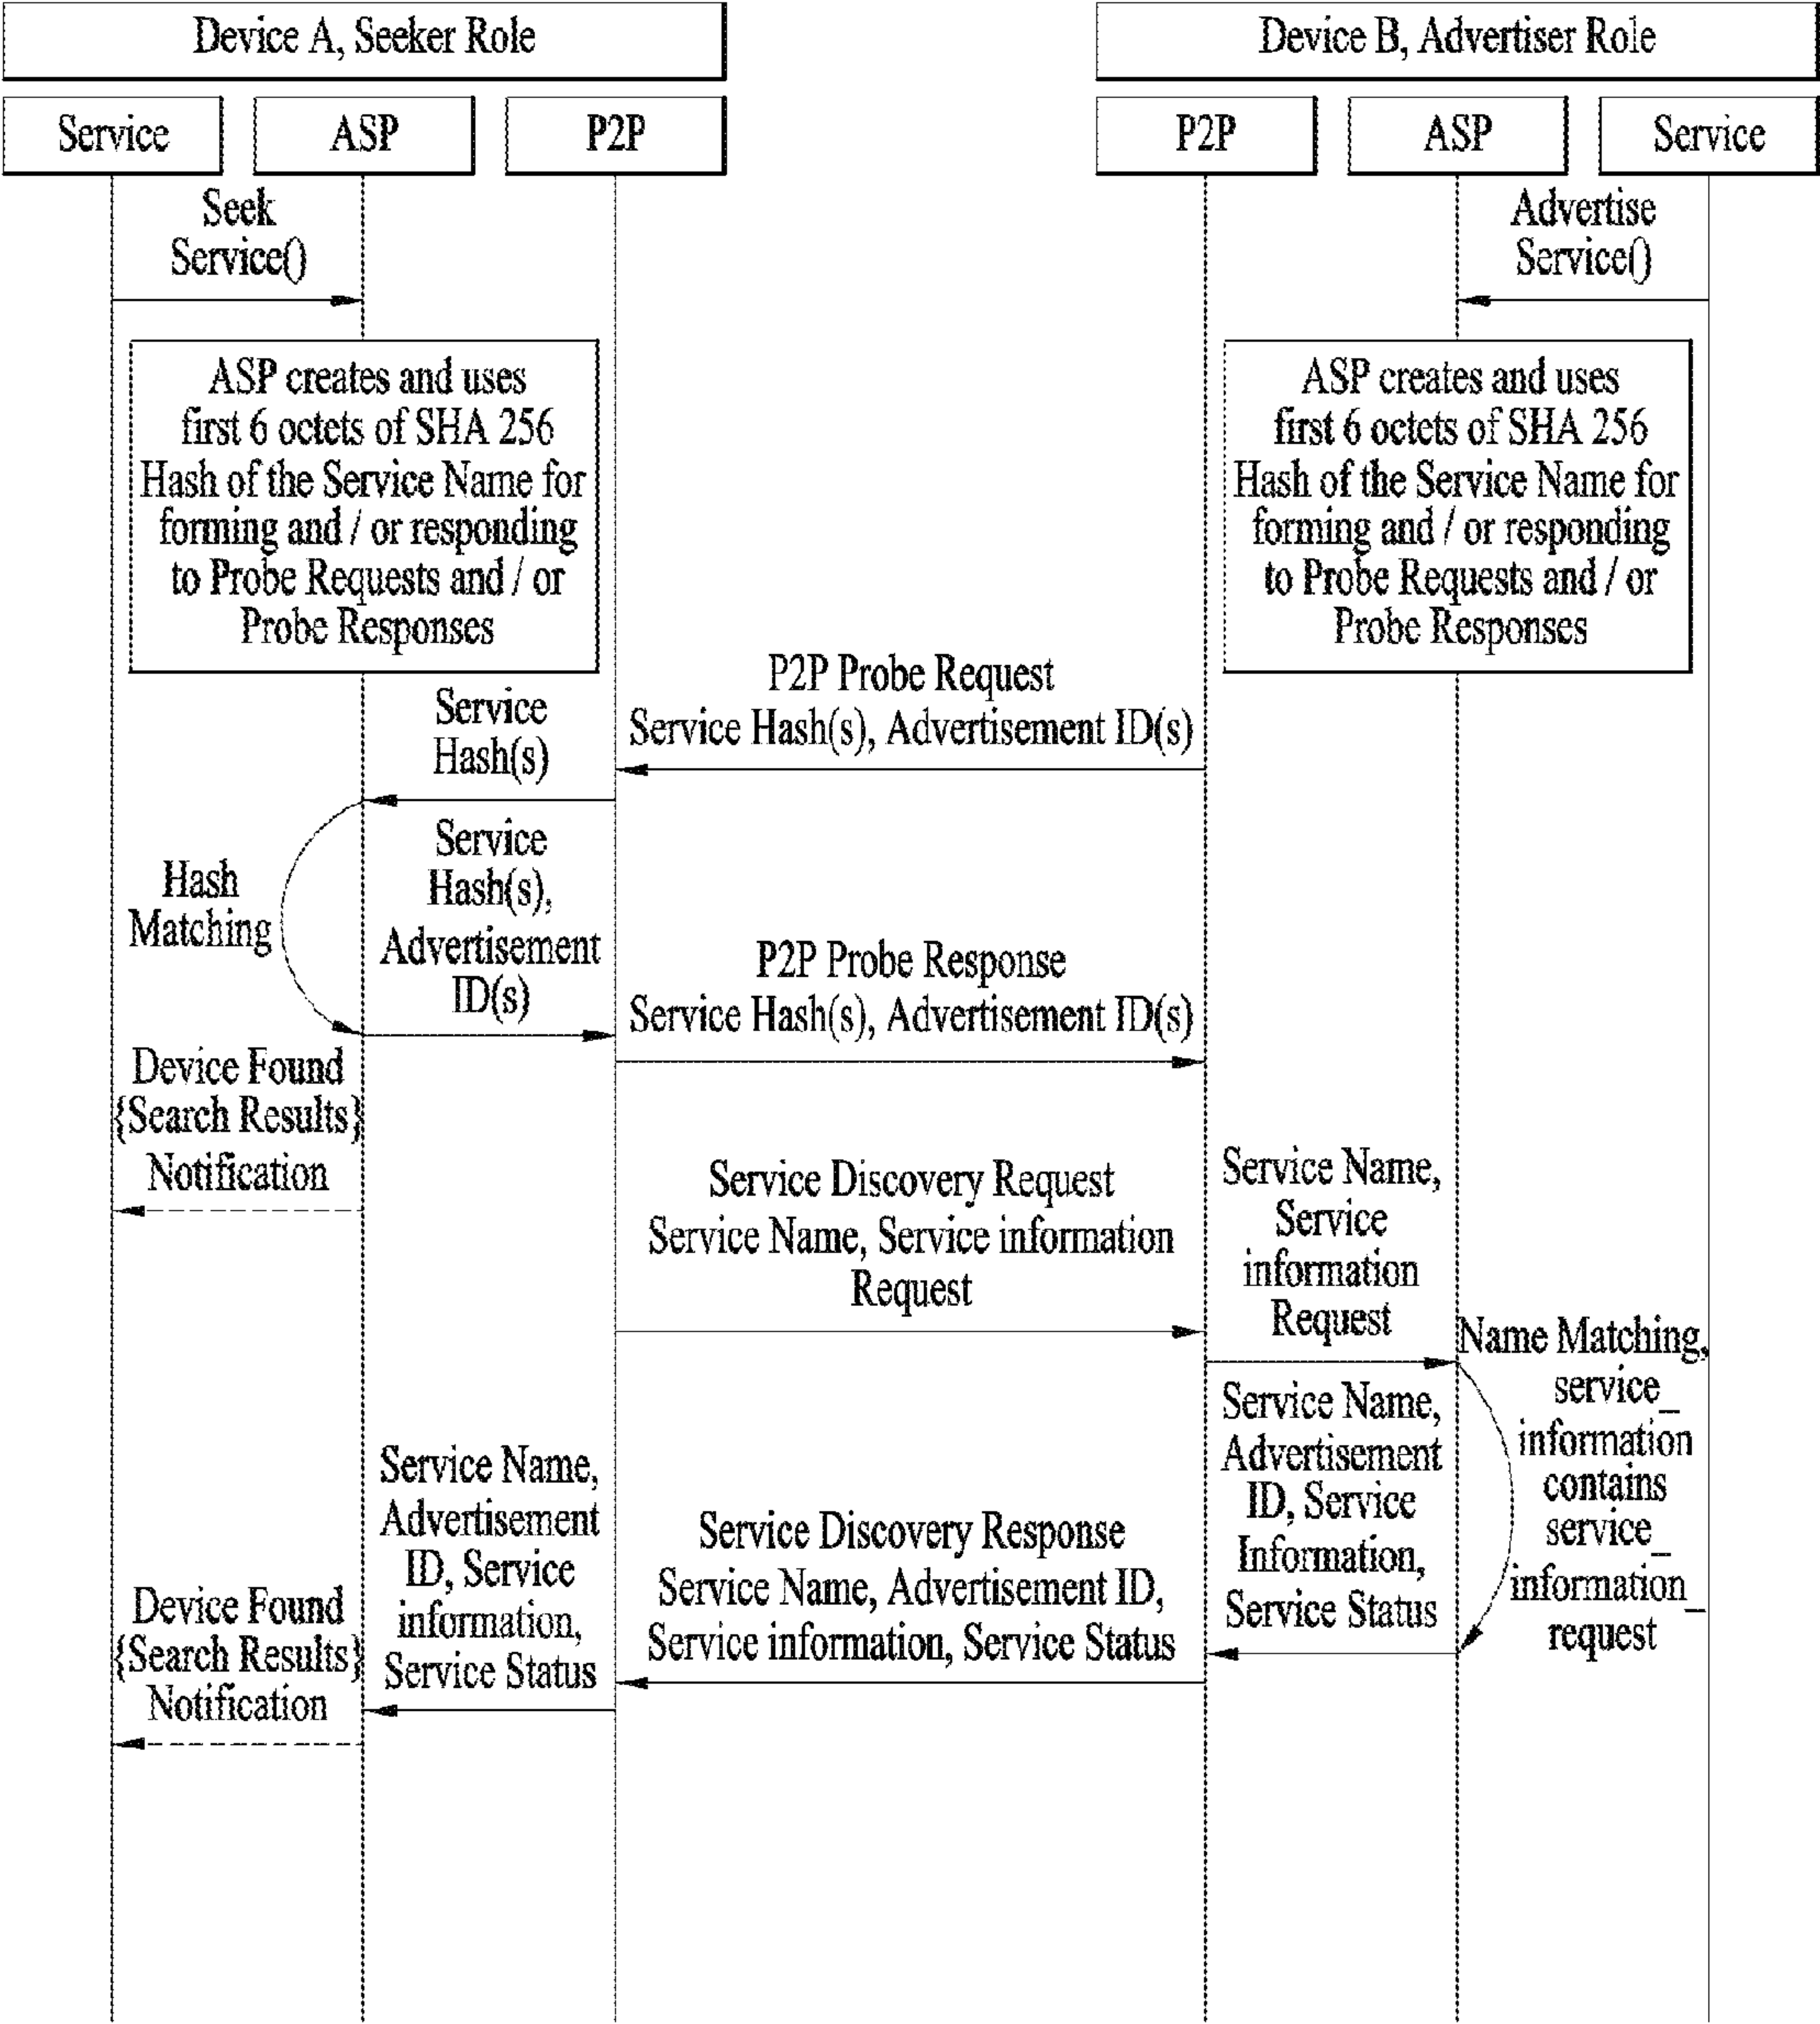 Device A, Seeker Role
Device B, Advertiser Role
Service
ASP
P2P
P2P
ASP
Service
Seek
Service()
Advertise
Service()
ASP creates and uses
first 6 octets of SHA 256
Hash of the Service Name for
forming and / or responding
to Probe Requests and / or
Probe Responses
ASP creates and uses
first 6 octets of SHA 256
Hash of the Service Name for
forming and / or responding
to Probe Requests and / or
Probe Responses
P2P Probe Request
Service Hash(s), Advertisement ID(s)
Service
Hash(s)
Hash
Matching
Service
Hash(s),
Advertisement
ID(s)
P2P Probe Response
Service Hash(s), Advertisement ID(s)
Device Found
{Search Results}
Notification
Service Discovery Request
Service Name, Service information
Request
Service Name,
Service
information
Request
Name Matching,
service_
information
contains
service_
information_
request
Service Name,
Advertisement
ID, Service
Information,
Service Status
Service Discovery Response
Service Name, Advertisement ID,
Service information, Service Status
Service Name,
Advertisement
ID, Service
information,
Service Status
Device Found
{Search Results}
Notification